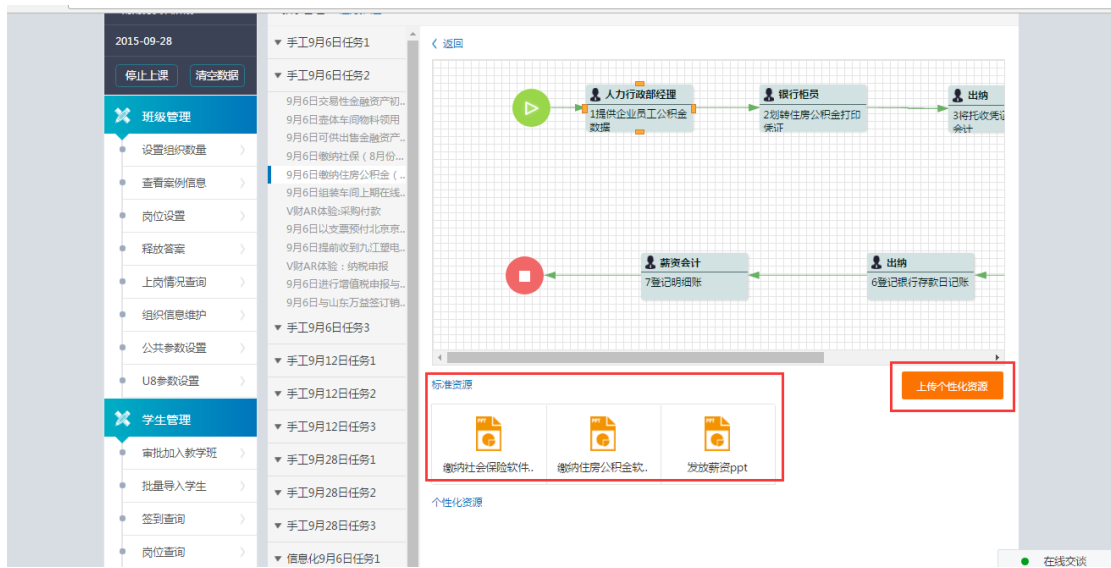 2015-09-28
停止上课
清空数据
班级管理
设置组织数量
查看案例信息
岗位设置
释放答案
上岗情况查询
组织信息维护
公共参数设置
U8参数设置
学生管理
审批加入教学班
批量导入学生
签到查询
岗位查询
手工9月6日任务1
手工9月6日任务2
9月6日交易性金融资产初..
9月6日壶体车间物料领用
9月6日可供出售金融资产..
9月6日缴纳社保（8月份...
9月6日缴纳住房公积金（..
9月6日组装车间上期在线..
V财AR体验:采购付款
9月6日以支票预付北京京..
9月6日提前收到九江塑电..
V财AR体验：纳税申报
9月6日进行增值税申报与..
9月6日与山东万益签订销..
手工9月6日任务3
手工9月12日任务1
手工9月12日任务2
手工9月12日任务3
手工9月28日任务1
手工9月28日任务2
手工9月28日任务3
信息化9月6日任务1
返回
人力行政部经理
1提供企业员工公积金
数据
银行柜员
2划转住房公积金打印
凭证
出纳
3将托收凭证
会计
薪资会计
7登记明细账
出纳
6登记银行存款日记账
标准资源
上传个性化资源
PPT
缴纳社会保险软件..
PPT
缴纳住房公积金软..
PPT
发放薪资ppt
个性化资源
在线交谈